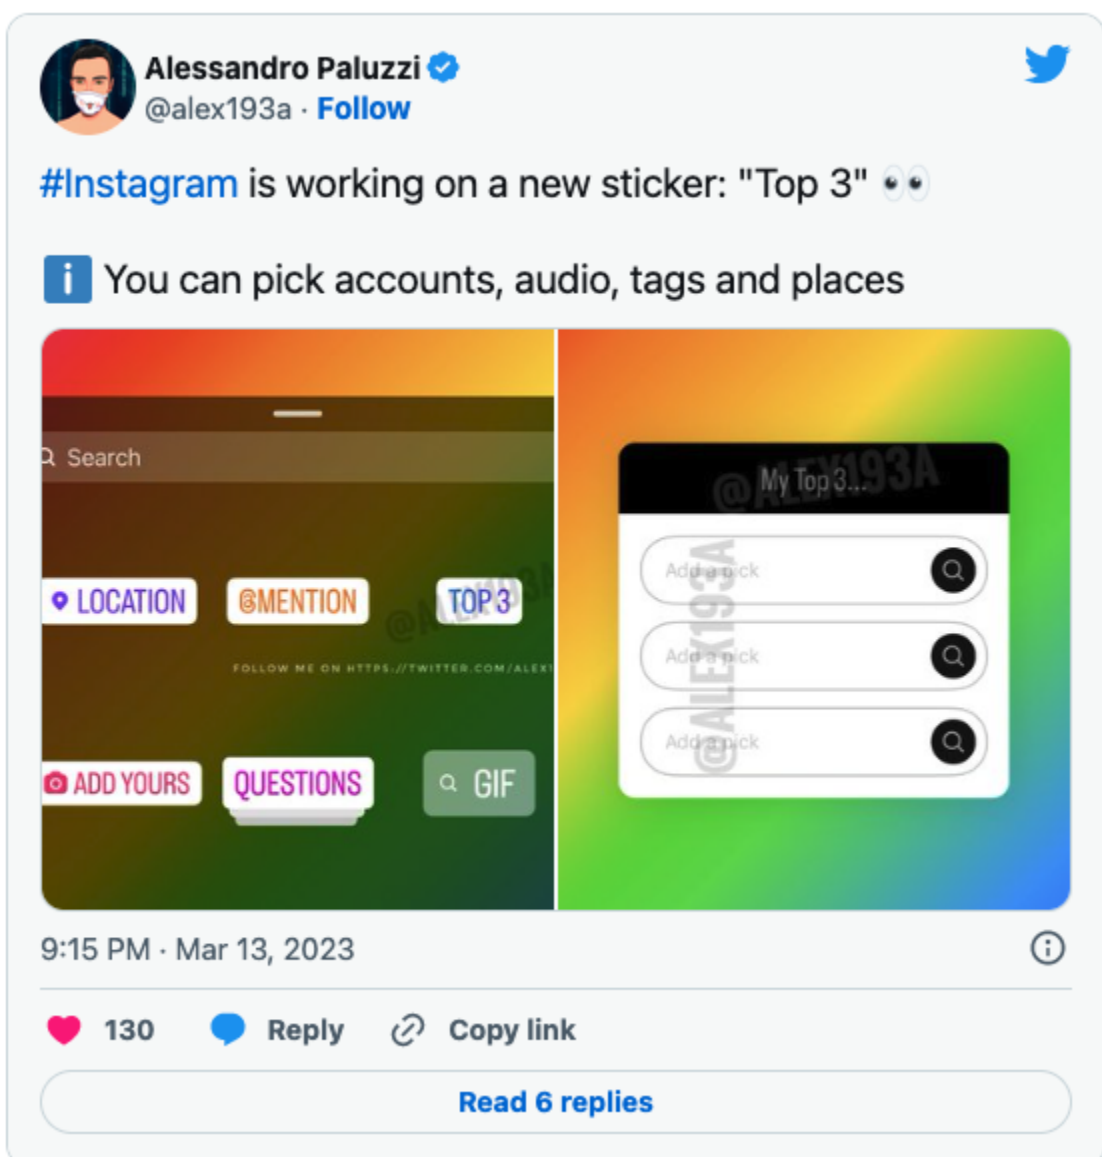 Alessandro Paluzzi
@alex193a · Follow
#Instagram is working on a new sticker: "Top 3" 👀
ℹ️ You can pick accounts, audio, tags and places
Search
LOCATION
@MENTION
TOP 3
@ALEX193A
FOLLOW ME ON HTTPS://TWITTER.COM/ALEX1
ADD YOURS
QUESTIONS
GIF
My Top 3...
@ALEX193A
Add a pick
Add a pick
Add a pick
@ALEX193A
9:15 PM · Mar 13, 2023
130
Reply
Copy link
Read 6 replies